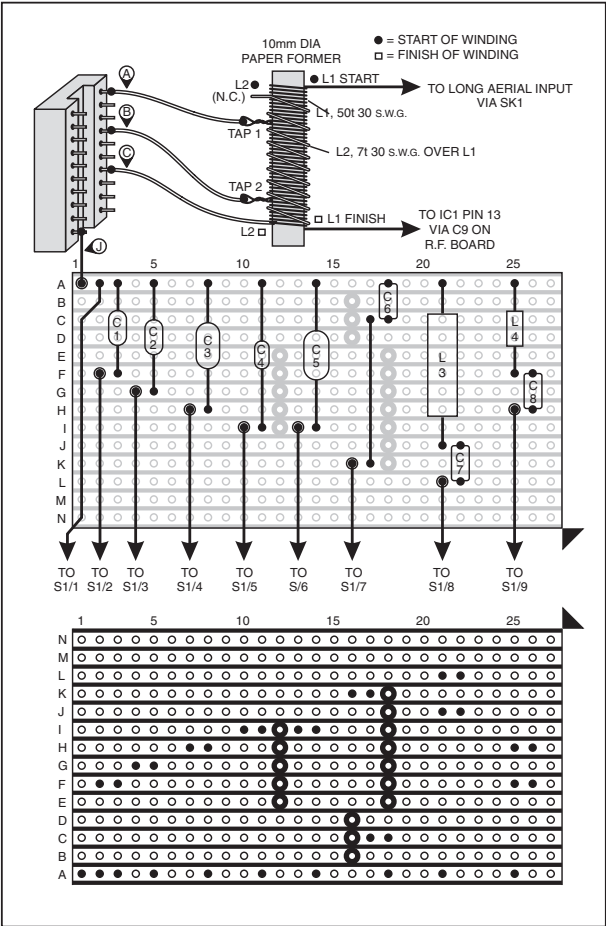 10mm DIA
PAPER FORMER
● = START OF WINDING
□ = FINISH OF WINDING
A
B
C
J
L2 ●
(N.C.)
● L1 START
TO LONG AERIAL INPUT
VIA SK1
L1, 50t 30 S.W.G.
TAP 1
L2, 7t 30 S.W.G. OVER L1
TAP 2
L2 □
□ L1 FINISH
TO IC1 PIN 13
VIA C9 ON
R.F. BOARD
1 5 10 15 20 25
A
B
C
D
E
F
G
H
I
J
K
L
M
N
C1
C2
C3
C4
C5
C6
L3
C7
L4
C8
TO S1/1
TO S1/2
TO S1/3
TO S1/4
TO S1/5
TO S/6
TO S1/7
TO S1/8
TO S1/9
1 5 10 15 20 25
N
M
L
K
J
I
H
G
F
E
D
C
B
A